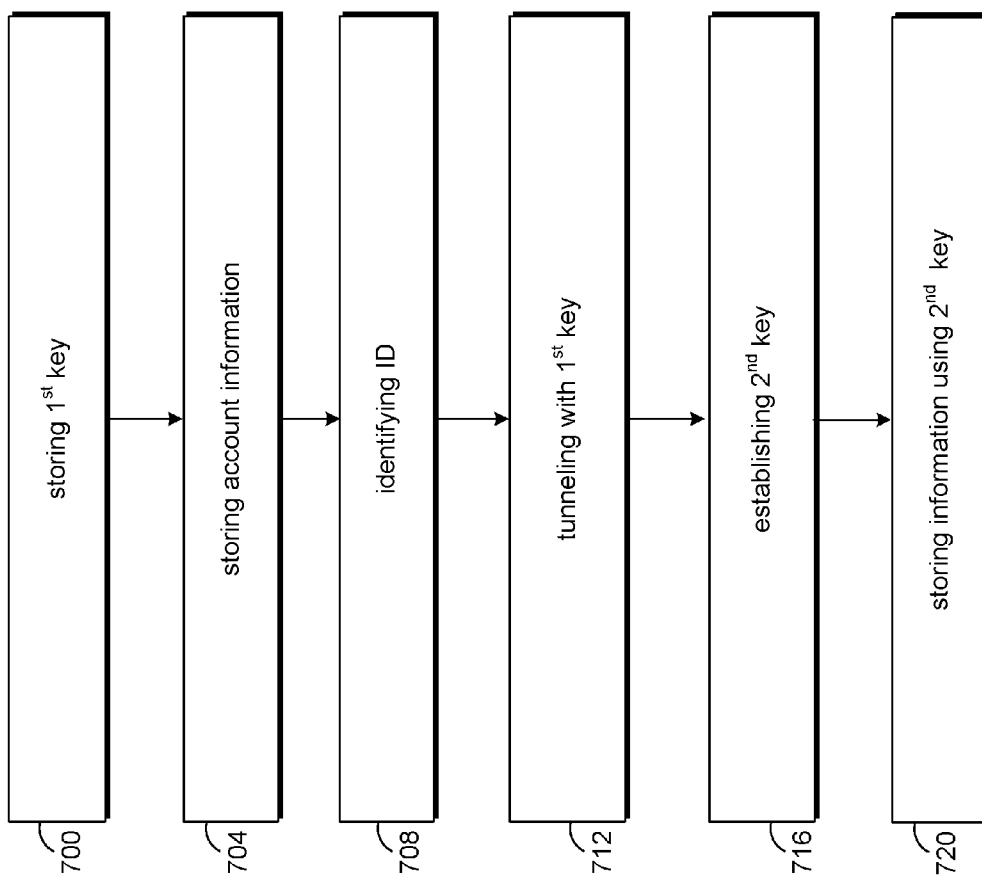 700
storing 1st key
704
storing account information
708
identifying ID
712
tunneling with 1st key
716
establishing 2nd key
720
storing information using 2nd key